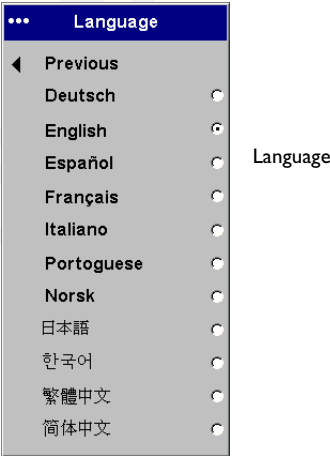 ••• Language
Previous
Deutsch
English
Español
Français
Italiano
Portoguese
Norsk
日本語
한국어
繁體中文
简体中文
Language